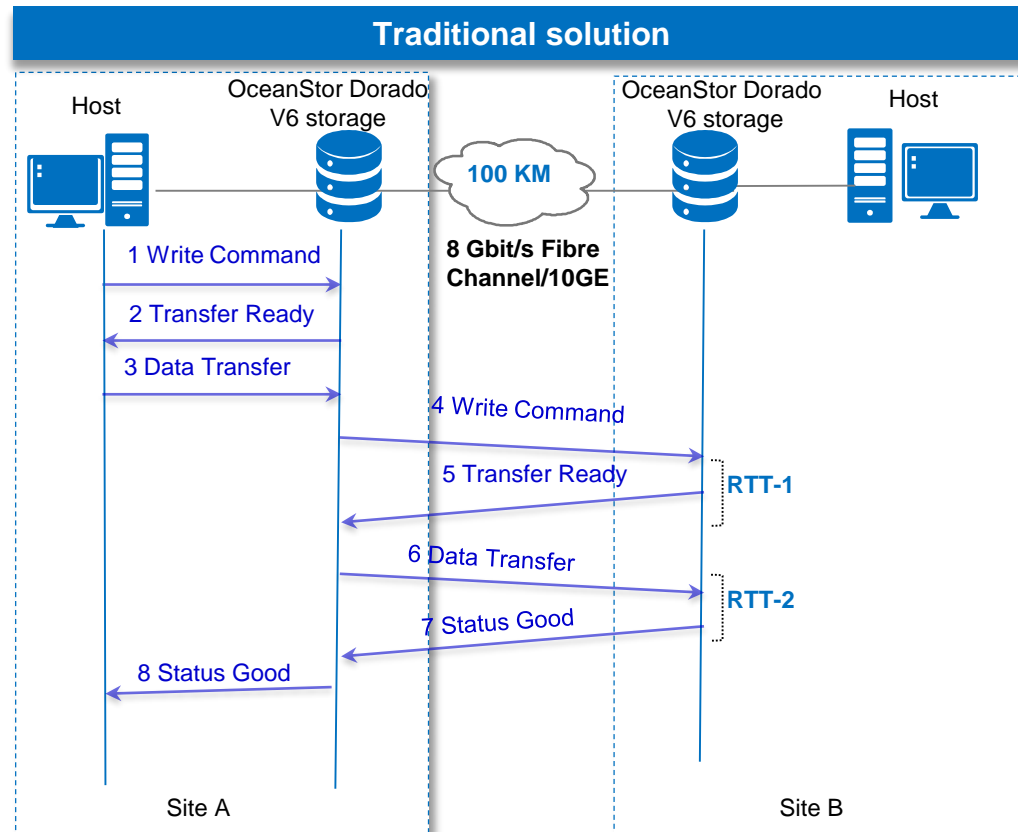 Traditional solution
Host
OceanStor Dorado
V6 storage
OceanStor Dorado
V6 storage
Host
100 KM
8 Gbit/s Fibre
Channel/10GE
1 Write Command
2 Transfer Ready
3 Data Transfer
4 Write Command
5 Transfer Ready
RTT-1
6 Data Transfer
RTT-2
7 Status Good
8 Status Good
Site A
Site B